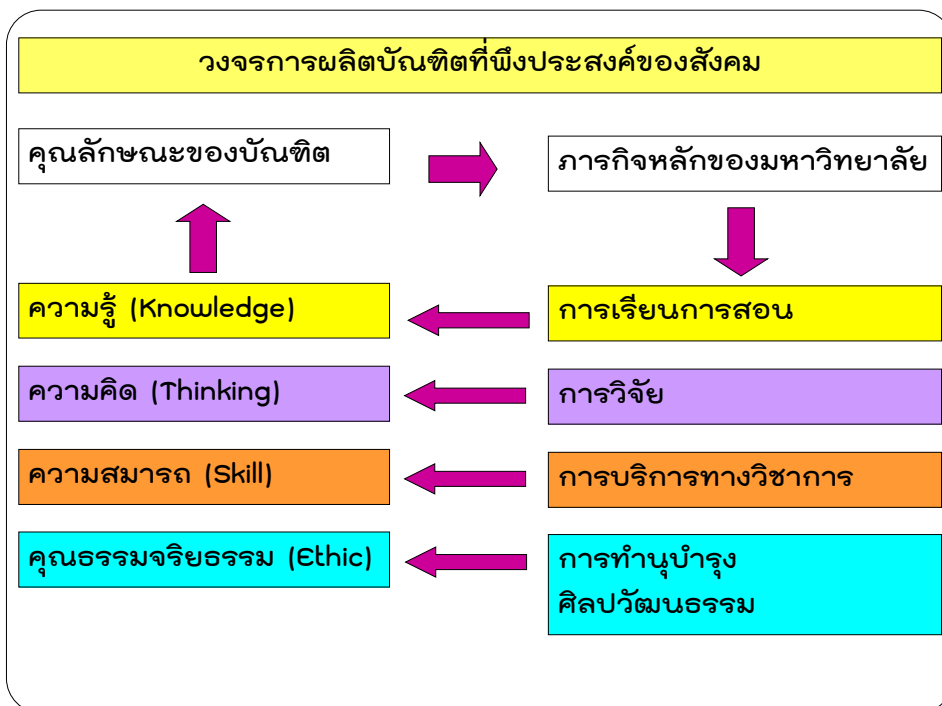 วงจรการผลิตบัณฑิตที่พึงประสงค์ของสังคม
คุณลักษณะของบัณฑิต
ภารกิจหลักของมหาวิทยาลัย
ความรู้ (Knowledge)
การเรียนการสอน
ความคิด (Thinking)
การวิจัย
ความสมารถ (Skill)
การบริการทางวิชาการ
คุณธรรมจริยธรรม (Ethic)
การทำนุบำรุง
ศิลปวัฒนธรรม